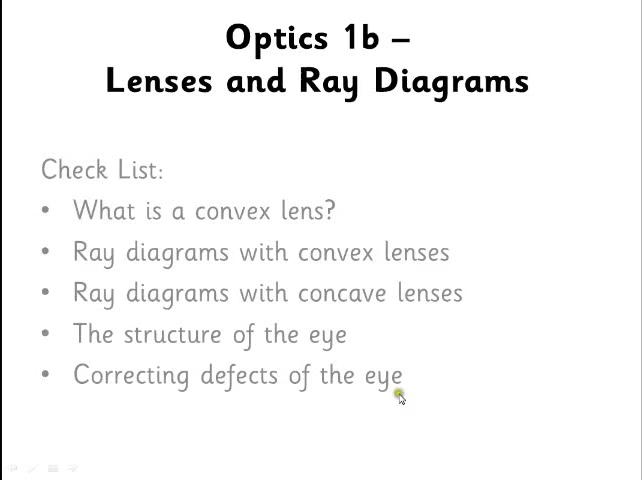 Optics 1b –
Lenses and Ray Diagrams
Check List:
• What is a convex lens?
• Ray diagrams with convex lenses
• Ray diagrams with concave lenses
• The structure of the eye
• Correcting defects of the eye